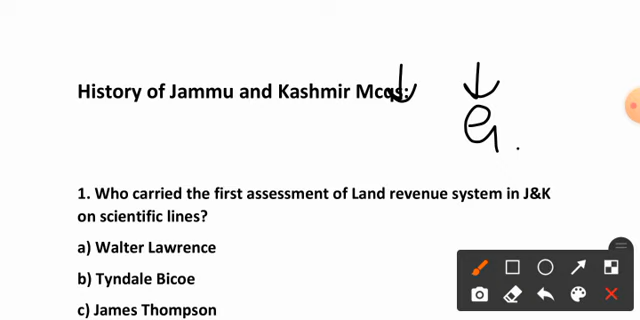 History of Jammu and Kashmir Mcqs:
1. Who carried the first assessment of Land revenue system in J&K
on scientific lines?
a) Walter Lawrence
b) Tyndale Bicoe
c) James Thompson